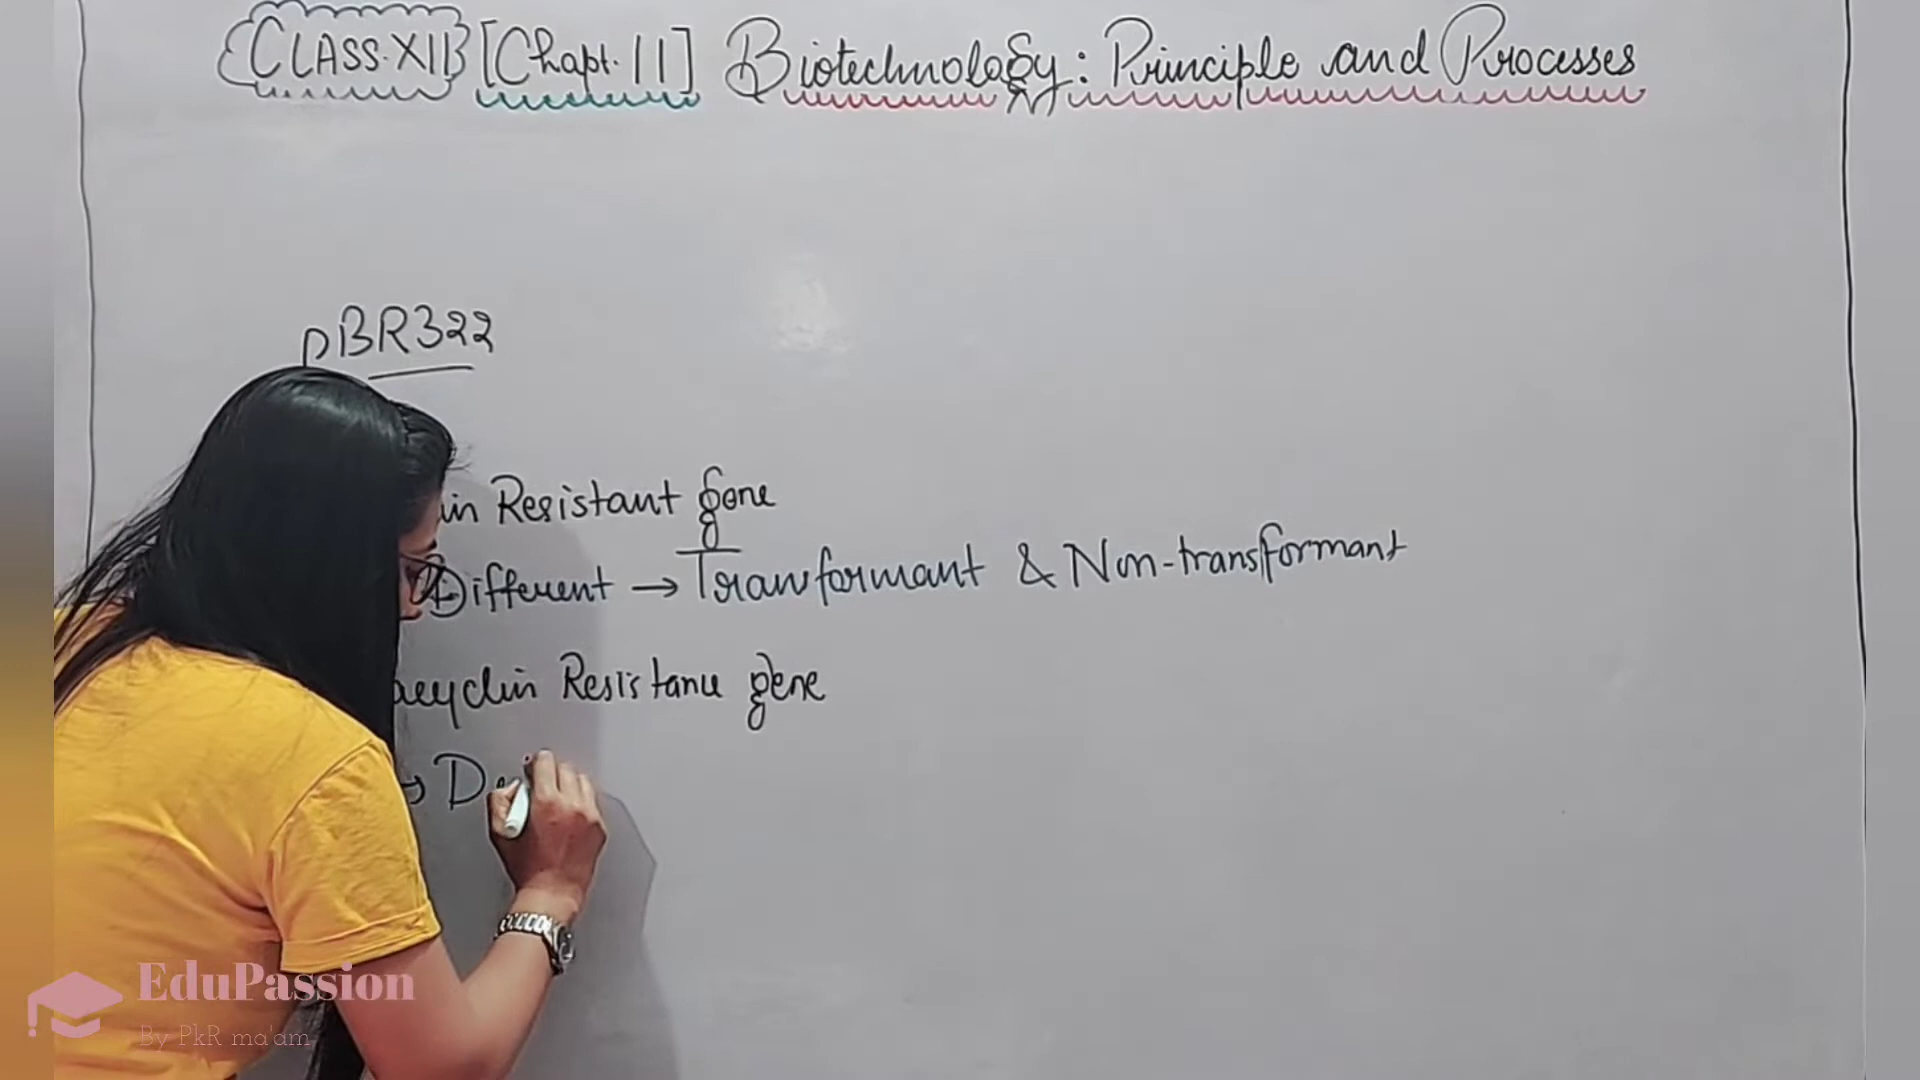 CLASS-XII [Chapt. 11] Biotechnology: Principle and Processes
pBR322
in Resistant gene
Different → Transformant & Non-transformant
acyclin Resistance gene
→ De
EduPassion
By PkR ma'am